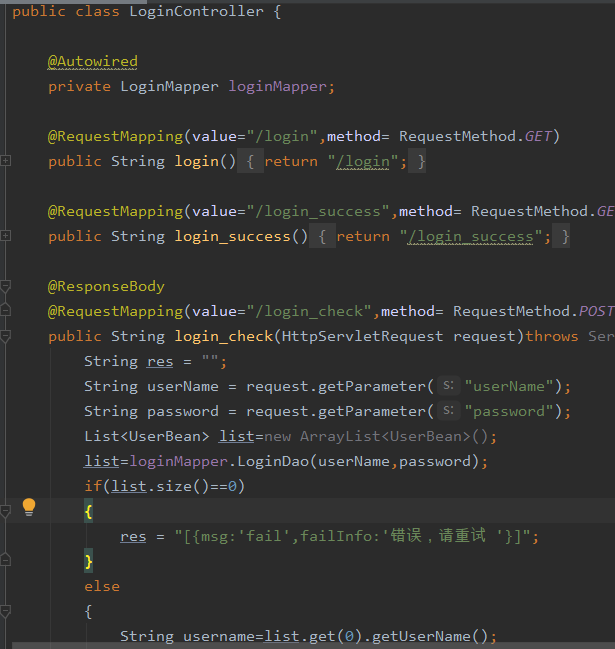 public class LoginController {
@Autowired
private LoginMapper loginMapper;
@RequestMapping(value="/login",method= RequestMethod.GET)
public String login() { return "/login"; }
@RequestMapping(value="/login_success",method= RequestMethod.GE
public String login_success() { return "/login_success"; }
@ResponseBody
@RequestMapping(value="/login_check",method= RequestMethod.POST
public String login_check(HttpServletRequest request)throws Ser
String res = "";
String userName = request.getParameter( s: "userName");
String password = request.getParameter( s: "password");
List<UserBean> list=new ArrayList<UserBean>();
list=loginMapper.LoginDao(userName,password);
if(list.size()==0)
{
res = "[{msg:'fail',failInfo:'错误，请重试 '}]";
}
else
{
String username=list.get(0).getUserName();